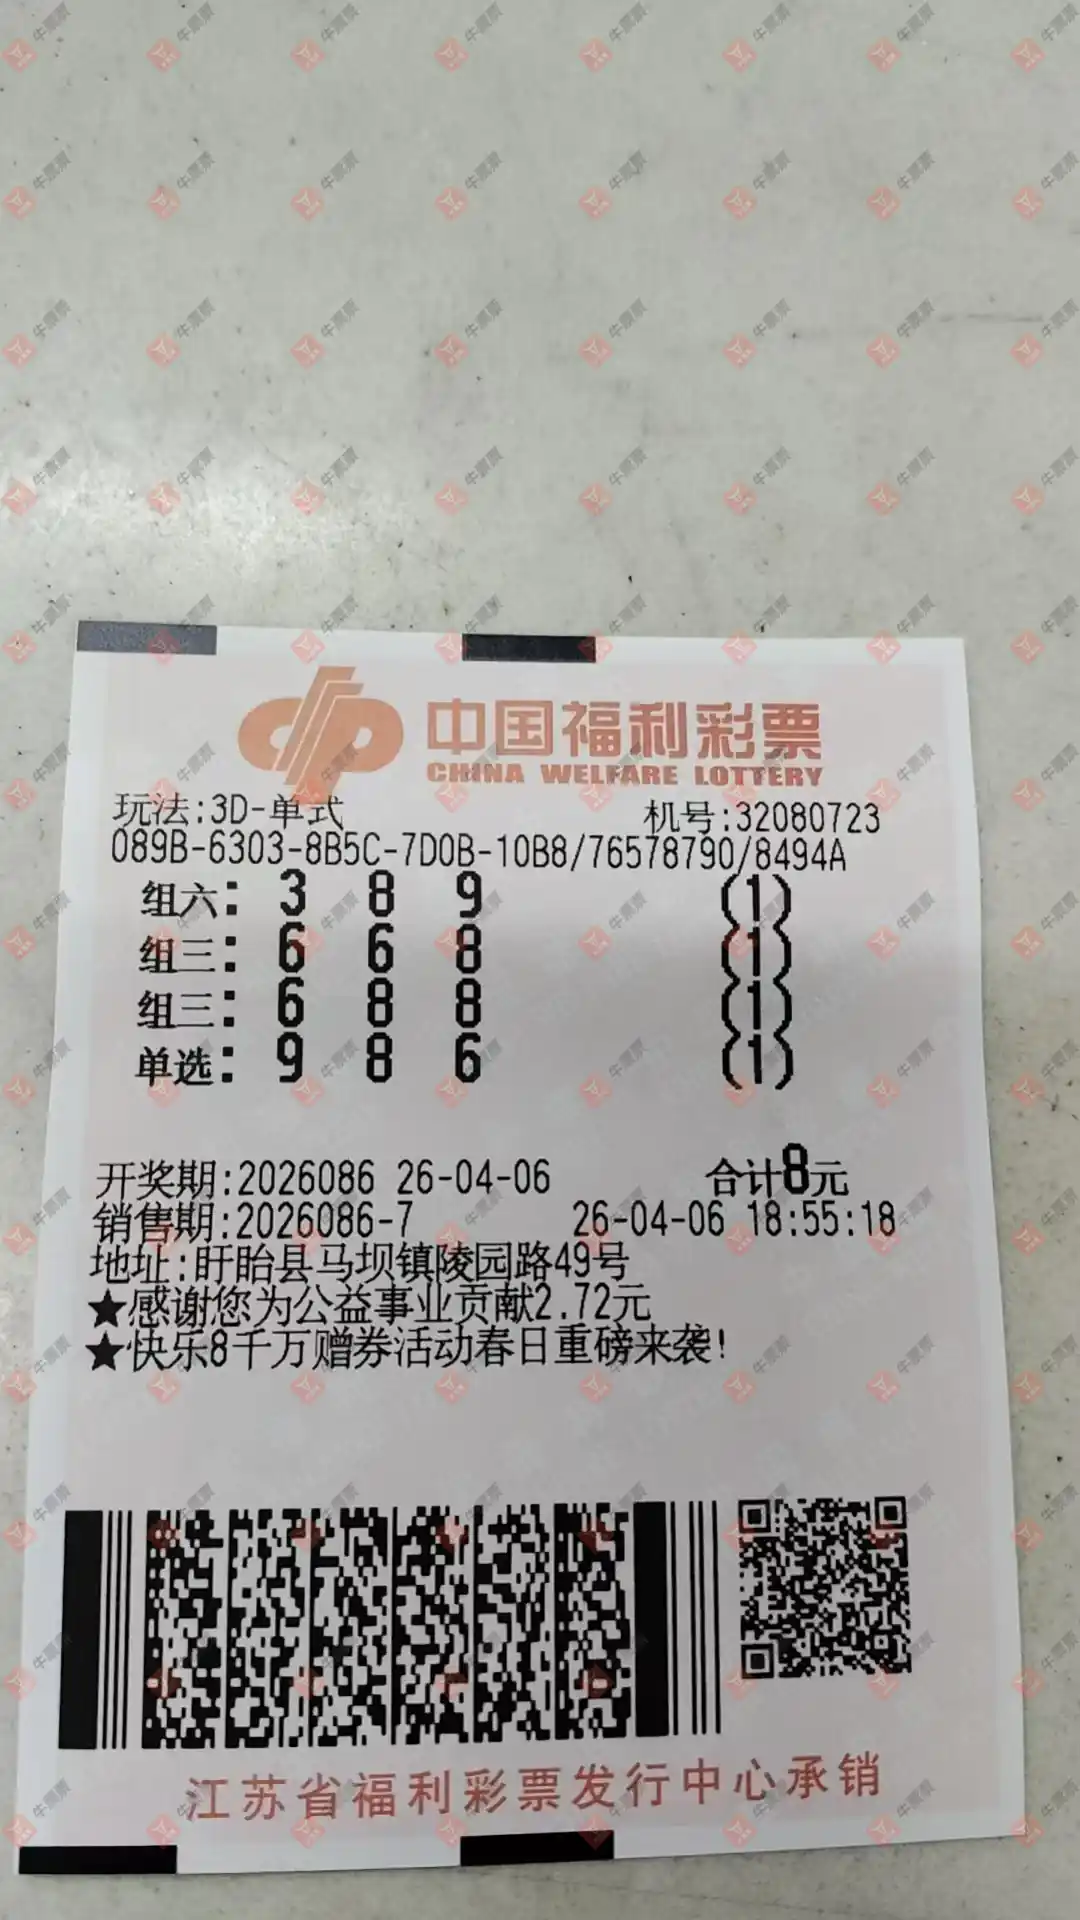 中国福利彩票
CHINA WELFARE LOTTERY
玩法:3D-单式 机号:32080723
089B-6303-8B5C-7D0B-10B8/76578790/8494A
组六: 3 8 9 (1)
组三: 6 6 8 (1)
组三: 6 8 8 (1)
单选: 9 8 6 (1)
开奖期:2026086 26-04-06 合计8元
销售期:2026086-7 26-04-06 18:55:18
地址:盱眙县马坝镇陵园路49号
★感谢您为公益事业贡献2.72元
★快乐8千万赠券活动春日重磅来袭!
江苏省福利彩票发行中心承销
牛票票